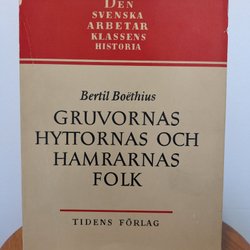 DEN
SVENSKA
ARBETAR
KLASSENS
HISTORIA
Bertil Boëthius
GRUVORNAS
HYTTORNAS OCH
HAMRARNAS
FOLK
TIDENS FÖRLAG